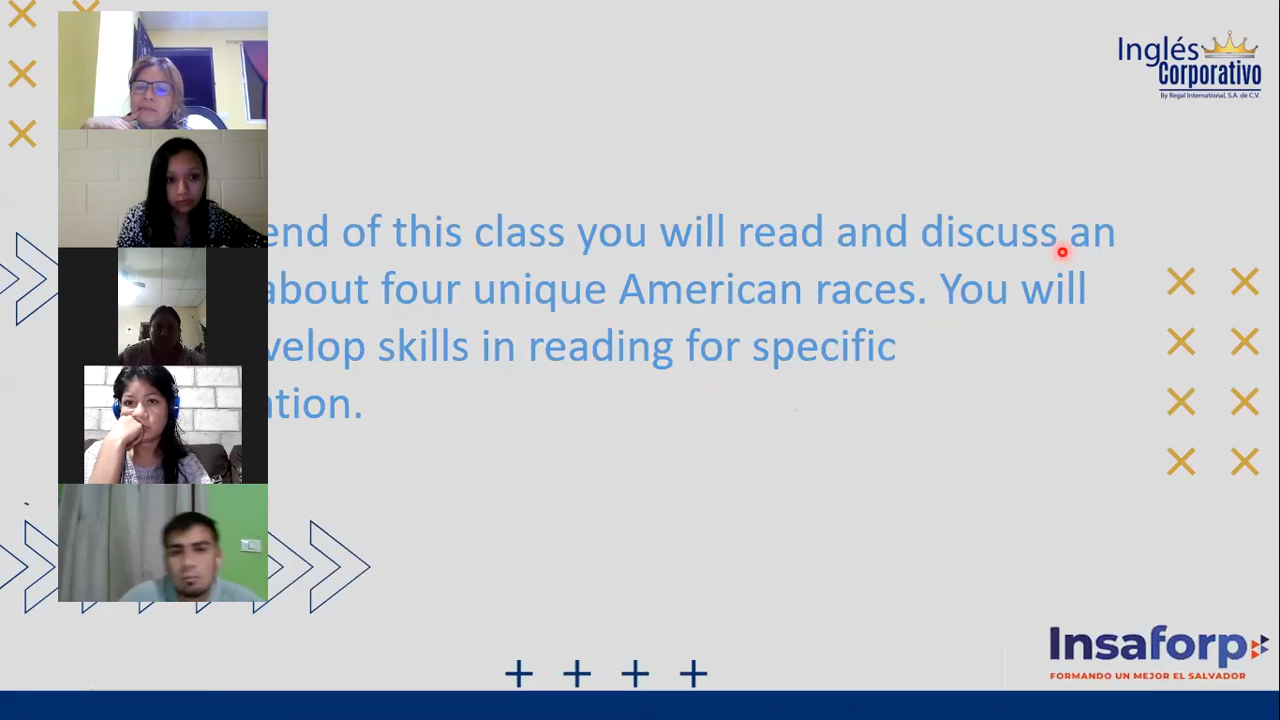 Inglés
Corporativo
By Regal International, S.A. de C.V.
end of this class you will read and discuss an
about four unique American races. You will
velop skills in reading for specific
ation.
Insaforp
FORMANDO UN MEJOR EL SALVADOR